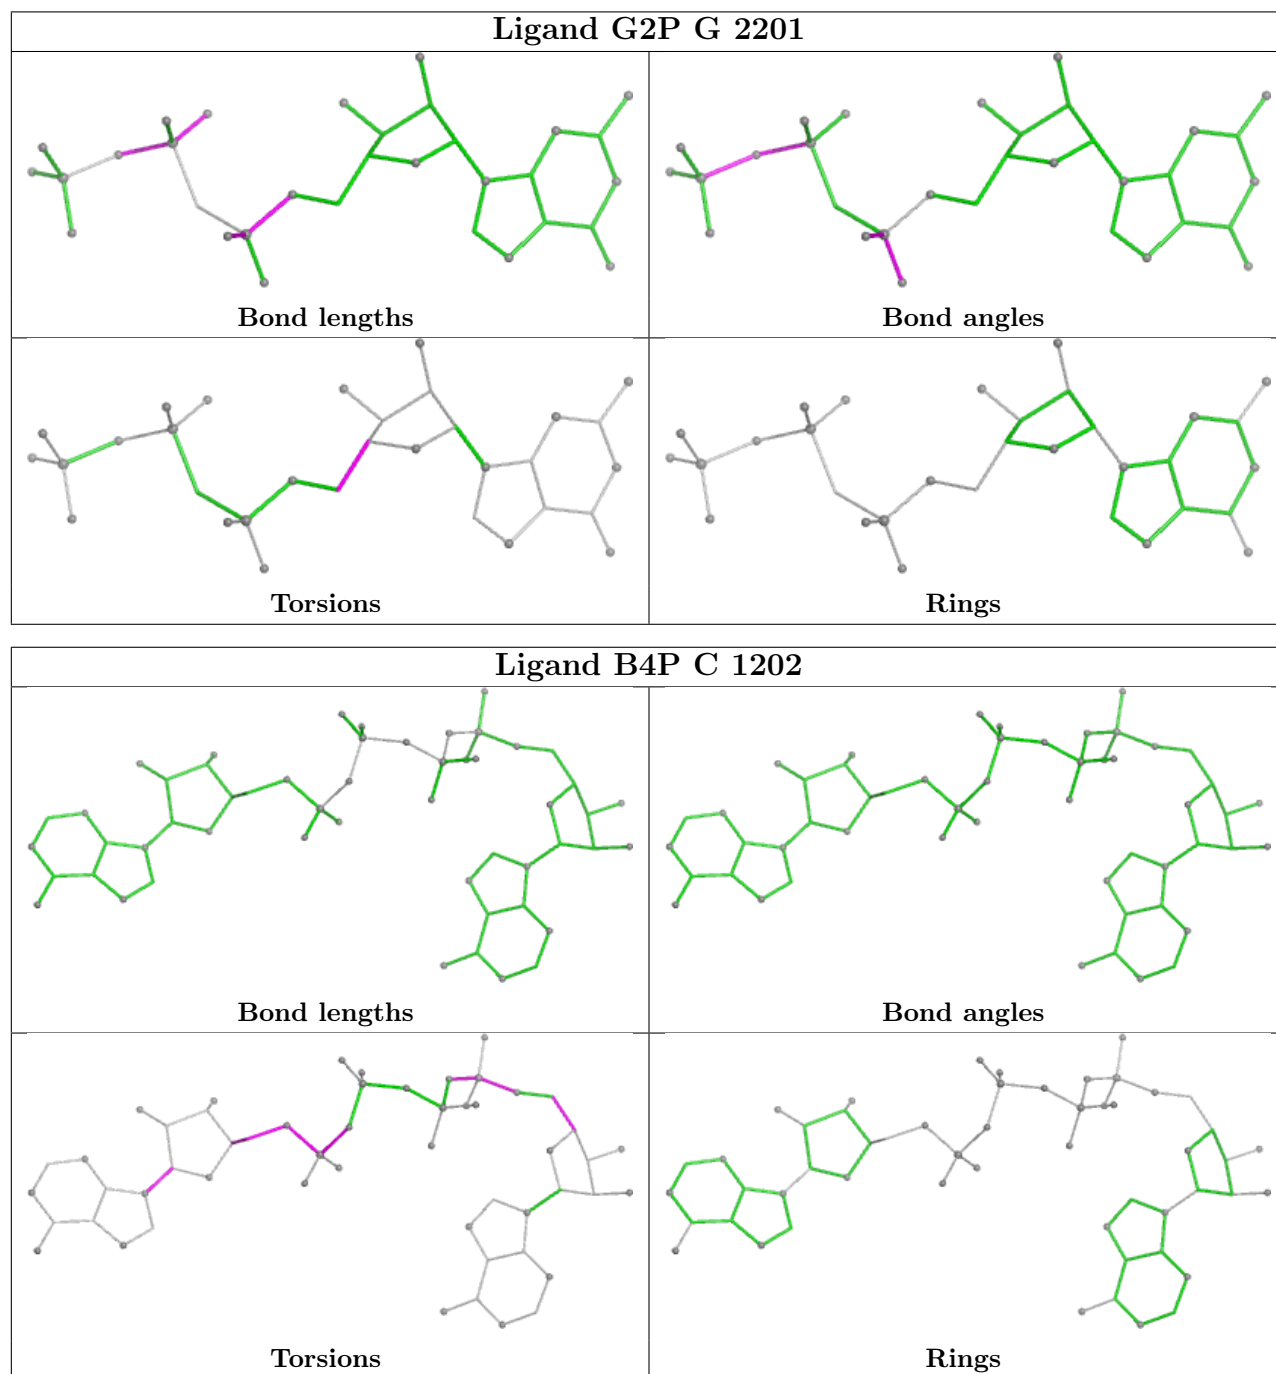 Ligand G2P G 2201
Bond lengths
Bond angles
Torsions
Rings
Ligand B4P C 1202
Bond lengths
Bond angles
Torsions
Rings